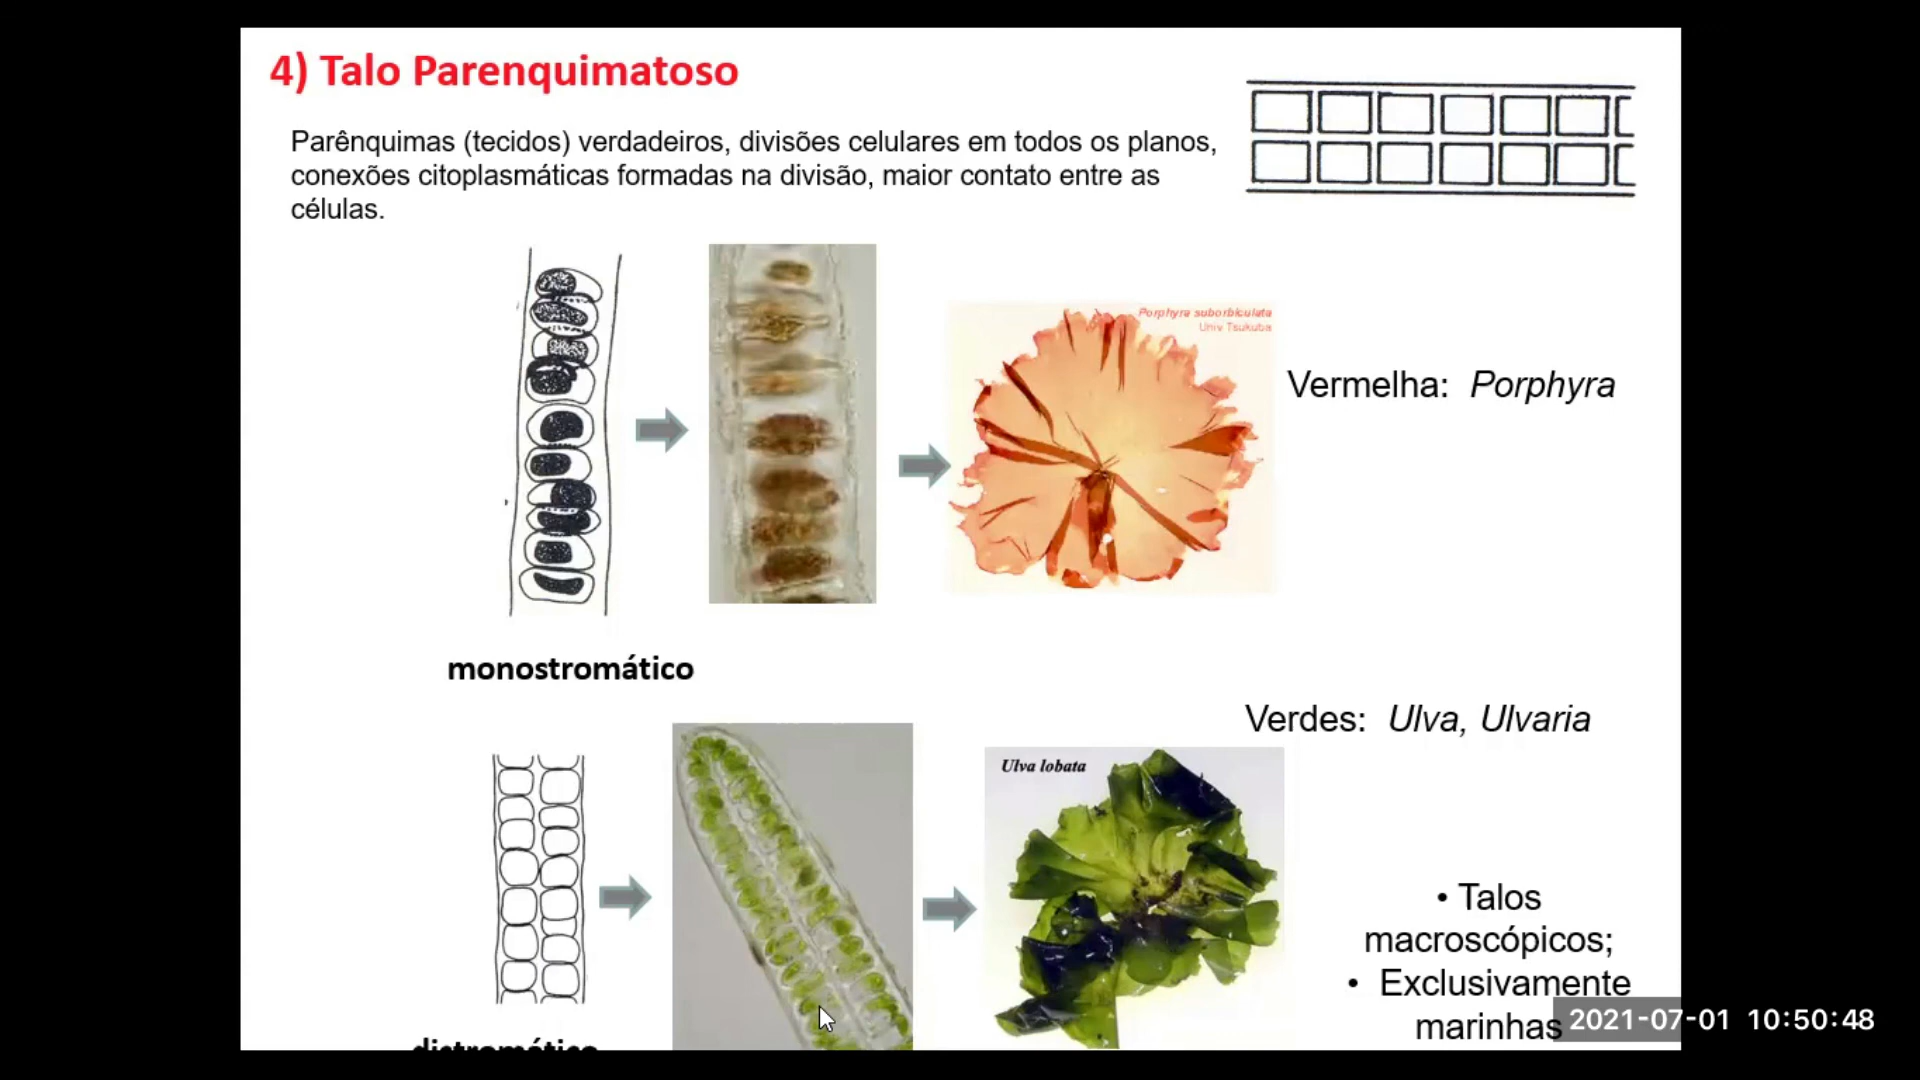 4) Talo Parenquimatoso
Parênquimas (tecidos) verdadeiros, divisões celulares em todos os planos,
conexões citoplasmáticas formadas na divisão, maior contato entre as
células.
Porphyra suborbiculata
Univ Tsukuba
Vermelha: Porphyra
monostromático
Verdes: Ulva, Ulvaria
Ulva lobata
• Talos
macroscópicos;
• Exclusivamente
marinhas
2021-07-01 10:50:48
distromático